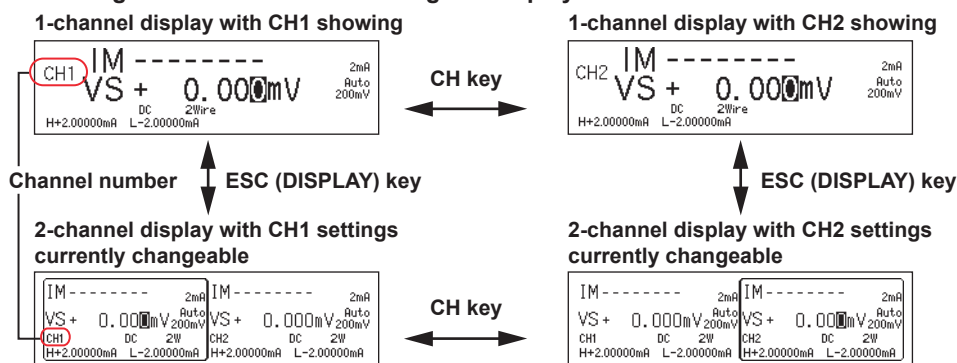 1-channel display with CH1 showing
CH1 IM - - - - - - - - 2mA
VS + 0.000mV Auto 200mV
DC 2Wire
H+2.00000mA L-2.00000mA
CH key
1-channel display with CH2 showing
CH2 IM - - - - - - - - 2mA
VS + 0.000mV Auto 200mV
DC 2Wire
H+2.00000mA L-2.00000mA
Channel number
ESC (DISPLAY) key
ESC (DISPLAY) key
2-channel display with CH1 settings
currently changeable
IM- - - - - - - - 2mA IM- - - - - - - - 2mA
VS + 0.000mV Auto 200mV VS + 0.000mV Auto 200mV
CH1 DC 2W CH2 DC 2W
H+2.00000mA L-2.00000mA H+2.00000mA L-2.00000mA
CH key
2-channel display with CH2 settings
currently changeable
IM- - - - - - - - 2mA IM- - - - - - - - 2mA
VS + 0.000mV Auto 200mV VS + 0.000mV Auto 200mV
CH1 DC 2W CH2 DC 2W
H+2.00000mA L-2.00000mA H+2.00000mA L-2.00000mA